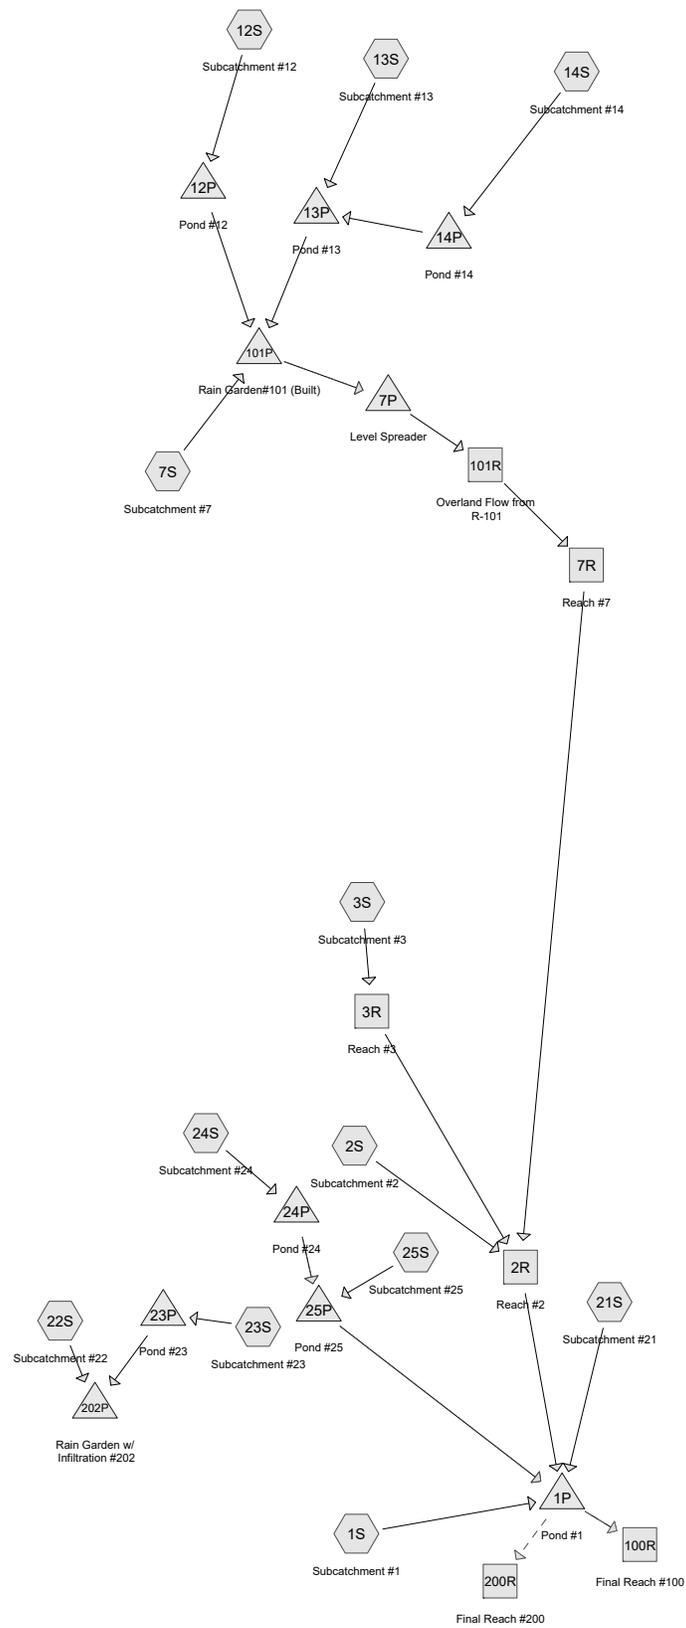 12S
Subcatchment #12
13S
Subcatchment #13
14S
Subcatchment #14
12P
Pond #12
13P
Pond #13
14P
Pond #14
101P
Rain Garden#101 (Built)
7P
Level Spreader
7S
Subcatchment #7
101R
Overland Flow from
R-101
7R
Reach #7
3S
Subcatchment #3
3R
Reach #3
24S
Subcatchment #24
2S
Subcatchment #2
24P
Pond #24
25S
Subcatchment #25
2R
Reach #2
21S
Subcatchment #21
22S
Subcatchment #22
23P
Pond #23
23S
Subcatchment #23
25P
Pond #25
202P
Rain Garden w/
Infiltration #202
1P
Pond #1
1S
Subcatchment #1
100R
Final Reach #100
200R
Final Reach #200